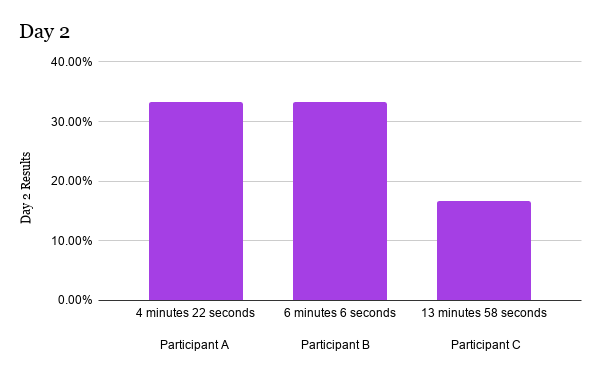 Day 2
40.00%
30.00%
20.00%
10.00%
0.00%
Day 2 Results
4 minutes 22 seconds 6 minutes 6 seconds 13 minutes 58 seconds
Participant A Participant B Participant C